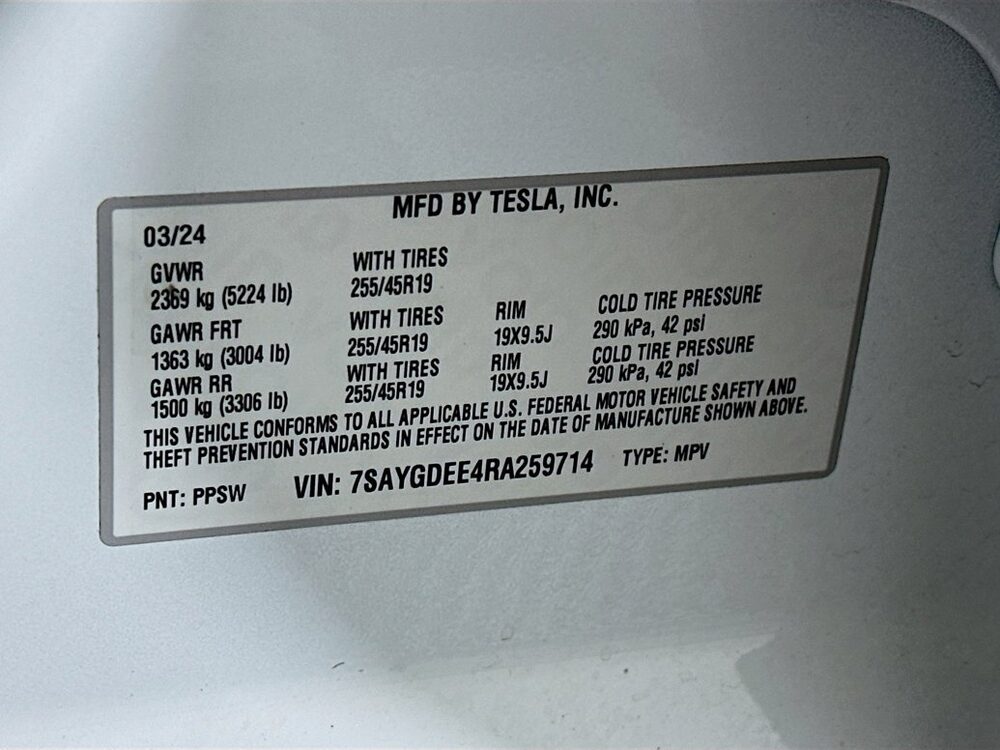 MFD BY TESLA, INC.
03/24
GVWR WITH TIRES
2369 kg (5224 lb) 255/45R19
GAWR FRT WITH TIRES RIM COLD TIRE PRESSURE
1363 kg (3004 lb) 255/45R19 19X9.5J 290 kPa, 42 psi
GAWR RR WITH TIRES RIM COLD TIRE PRESSURE
1500 kg (3306 lb) 255/45R19 19X9.5J 290 kPa, 42 psi
THIS VEHICLE CONFORMS TO ALL APPLICABLE U.S. FEDERAL MOTOR VEHICLE SAFETY AND
THEFT PREVENTION STANDARDS IN EFFECT ON THE DATE OF MANUFACTURE SHOWN ABOVE.
PNT: PPSW VIN: 7SAYGDEE4RA259714 TYPE: MPV